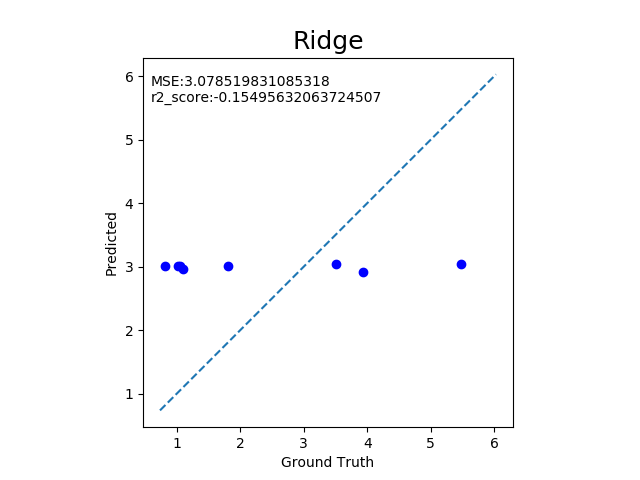 Ridge
MSE:3.078519831085318
r2_score:-0.15495632063724507
6
5
4
3
2
1
Predicted
1 2 3 4 5 6
Ground Truth